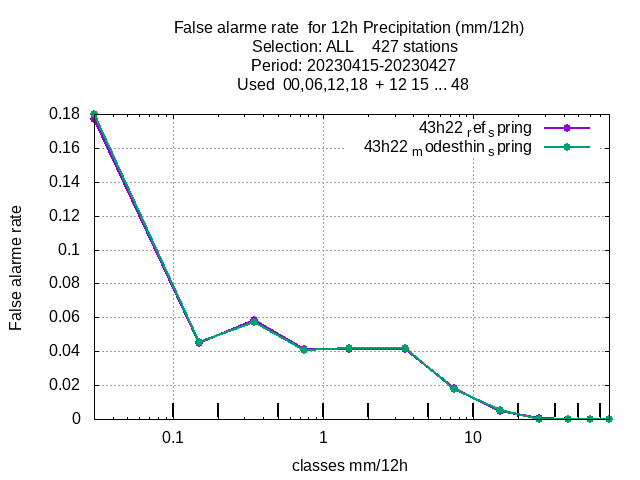 False alarme rate  for 12h Precipitation (mm/12h)
Selection: ALL    427 stations
Period: 20230415-20230427
Used  00,06,12,18  + 12 15 ... 48
43h22 ref spring
43h22 modesthin spring
0.18
0.16
0.14
0.12
0.1
0.08
0.06
0.04
0.02
0
False alarme rate
0.1 1 10
classes mm/12h